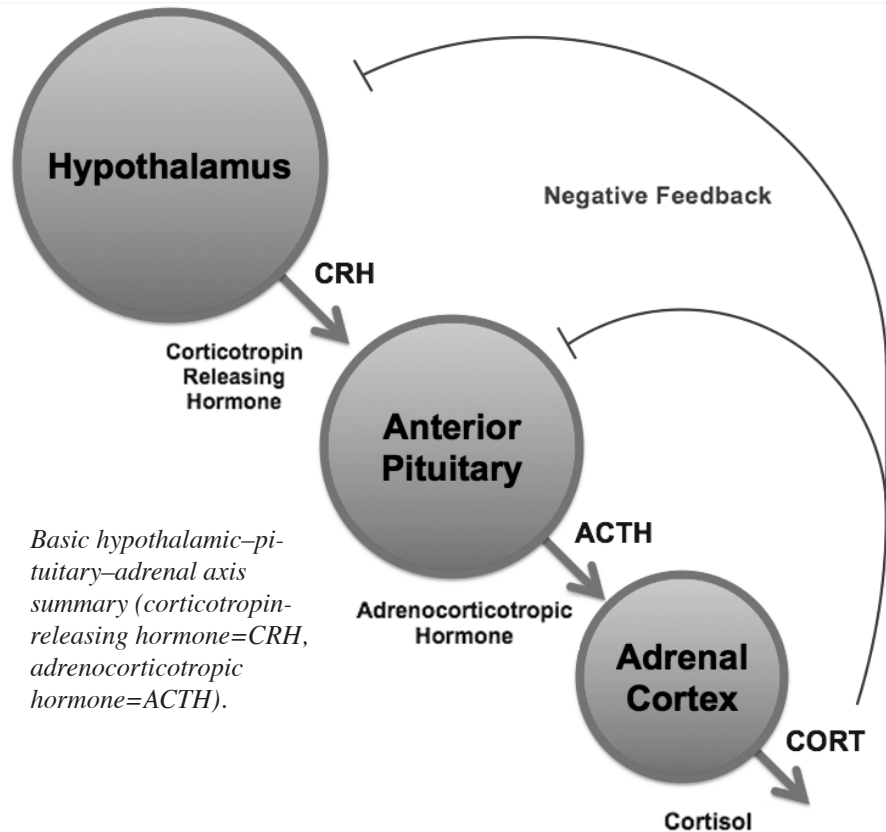 Hypothalamus
Negative Feedback
CRH
Corticotropin
Releasing
Hormone
Anterior
Pituitary
ACTH
Adrenocorticotropic
Hormone
Basic hypothalamic–pi-
tuitary–adrenal axis
summary (corticotropin-
releasing hormone=CRH,
adrenocorticotropic
hormone=ACTH).
Adrenal
Cortex
CORT
Cortisol